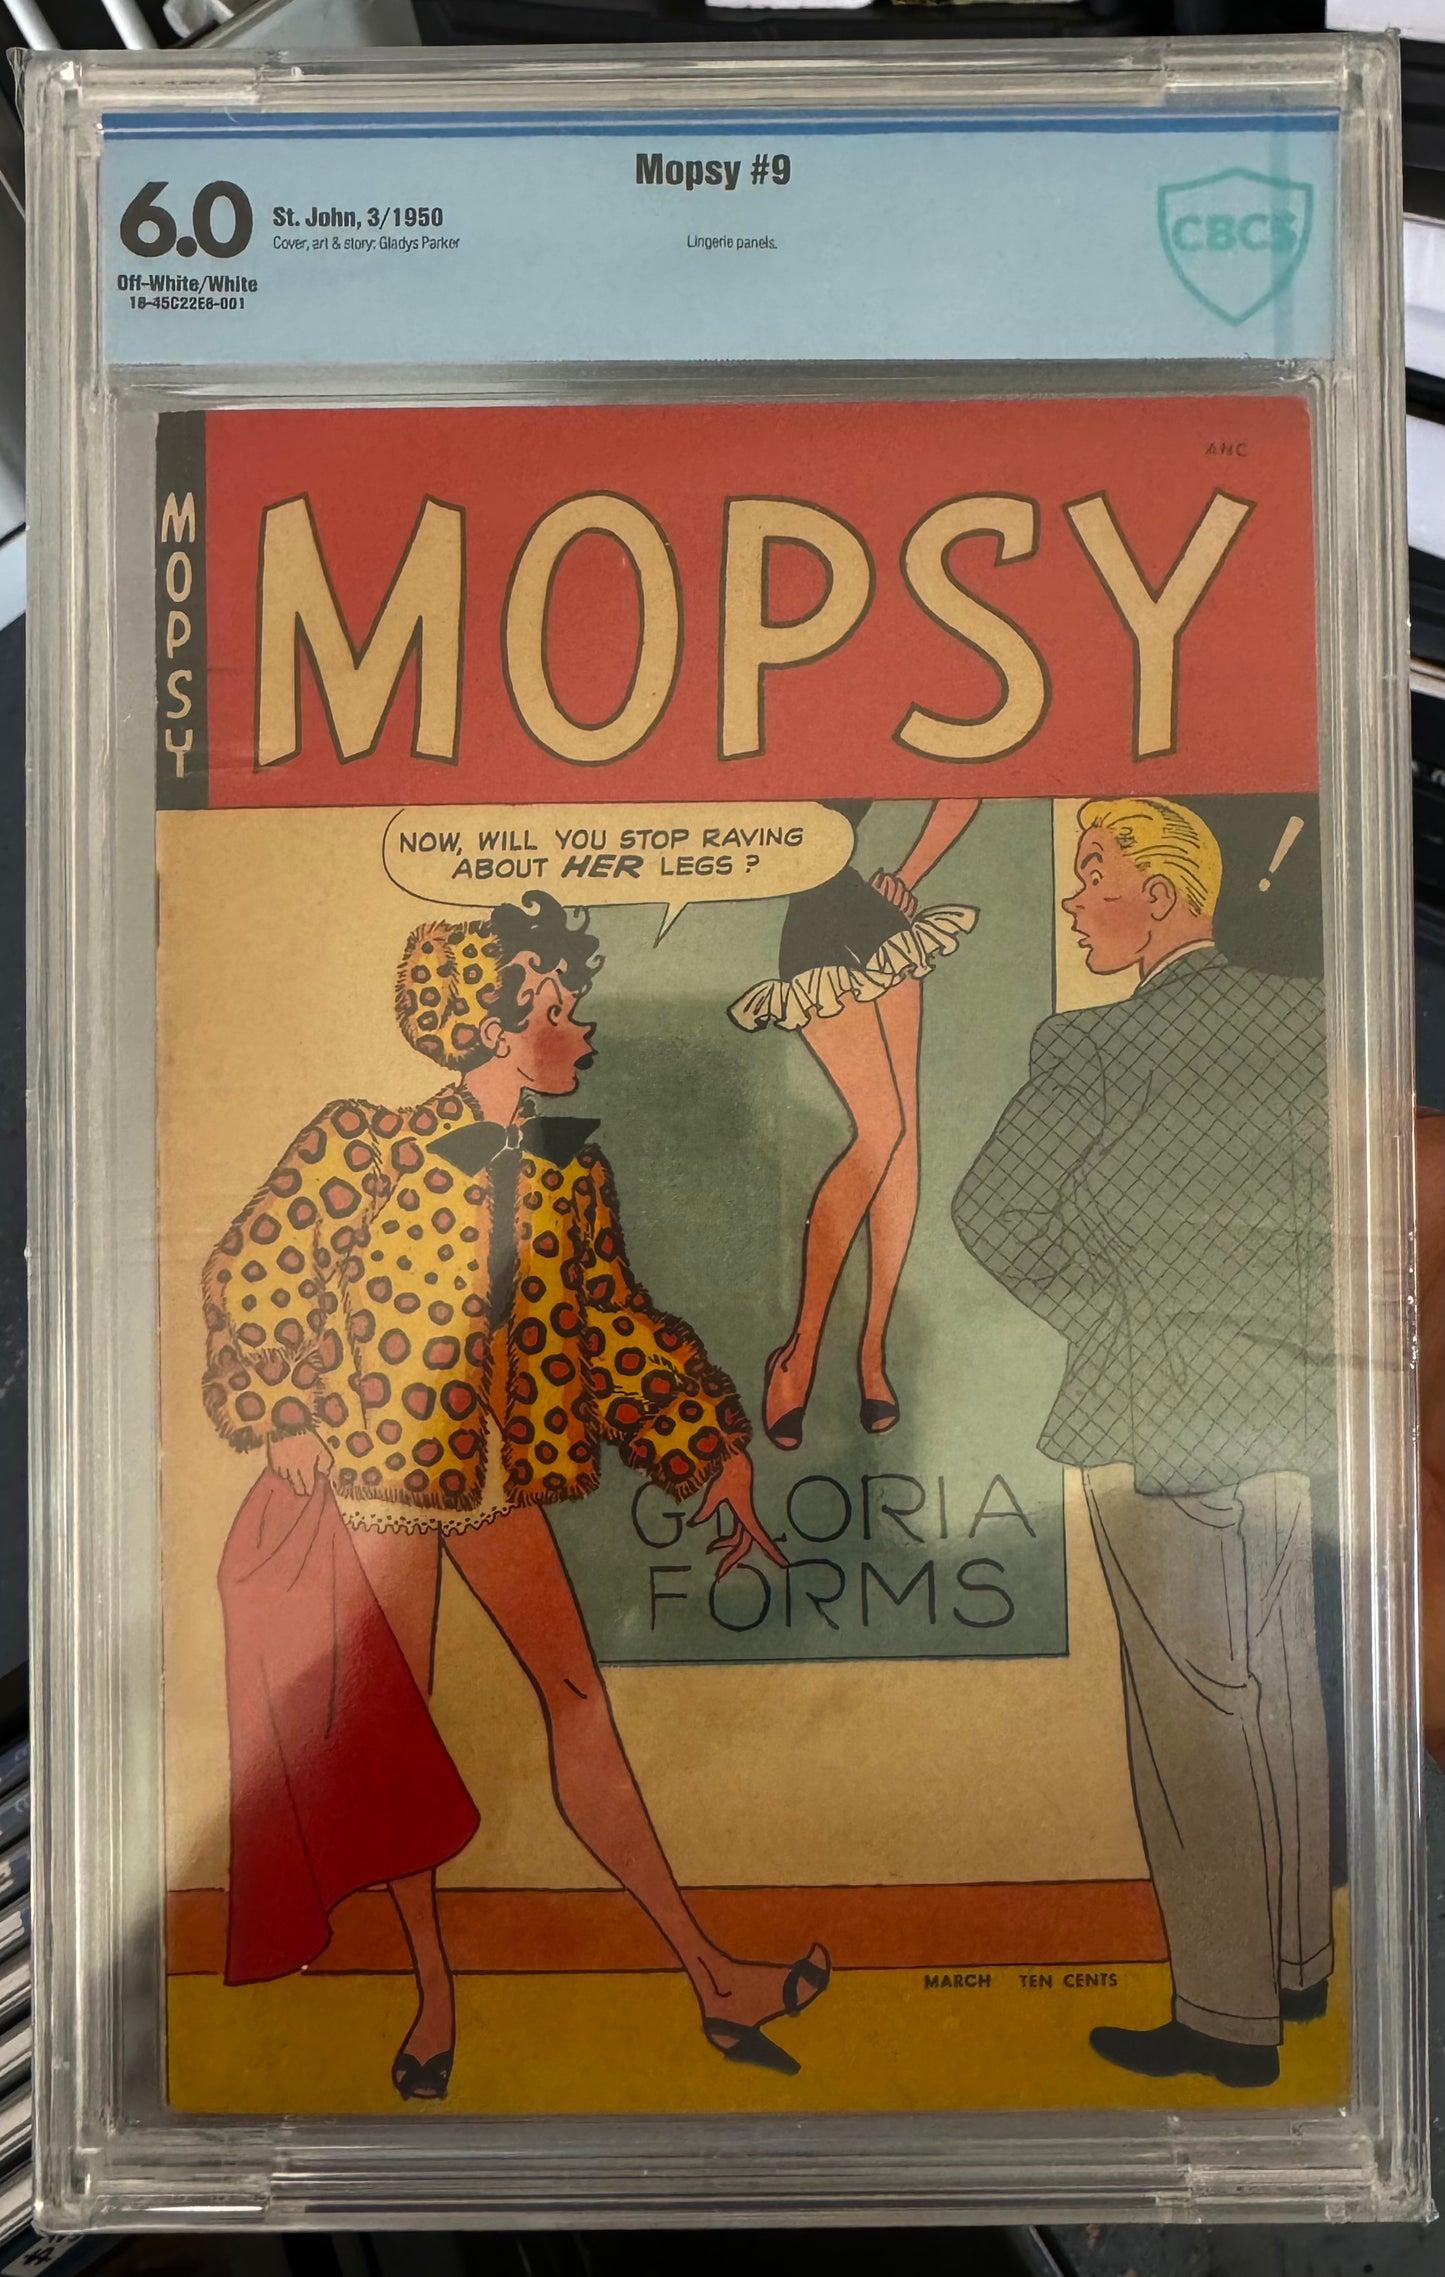 Mopsy #9
6.0
St. John, 3/1950
Cover, art & story: Gladys Parker
Lingerie panels.
Off-White/White
18-45C22E6-001
CBCS
ANC
MOPSY
MOPSY
NOW, WILL YOU STOP RAVING
ABOUT HER LEGS ?
!
GLORIA
FORMS
MARCH TEN CENTS